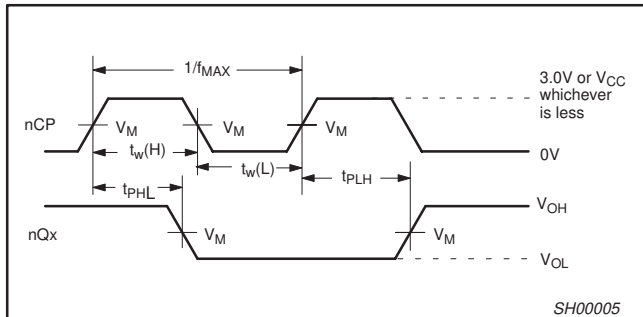 1/fMAX
3.0V or VCC
whichever
is less
nCP
VM
VM
VM
tw(H)
tw(L)
0V
tPHL
tPLH
VOH
nQx
VM
VM
VOL
SH00005